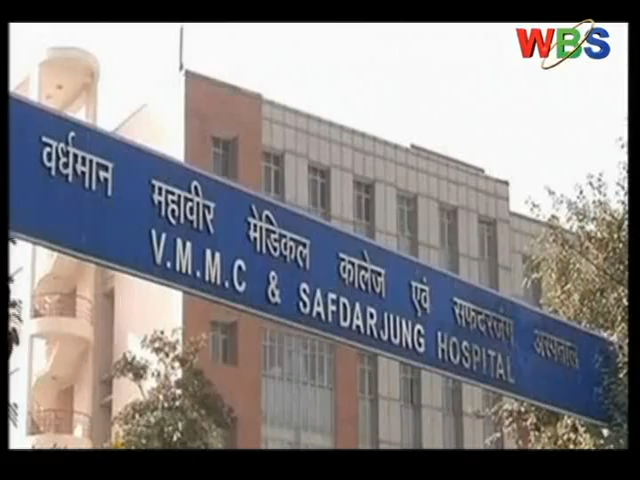 WBS
वर्धमान महावीर मेडिकल कालेज एवं सफदरजंग अस्पताल
V.M.M.C & SAFDARJUNG HOSPITAL